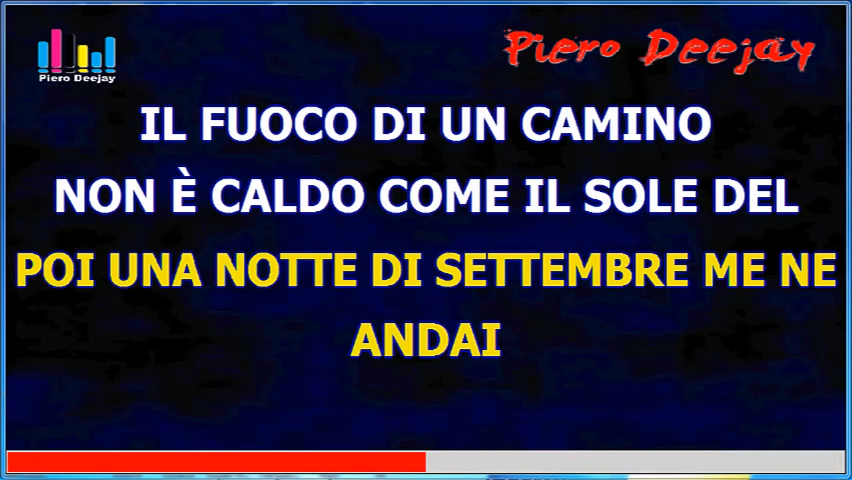 Piero Deejay
Piero Deejay
IL FUOCO DI UN CAMINO
NON È CALDO COME IL SOLE DEL
POI UNA NOTTE DI SETTEMBRE ME NE
ANDAI